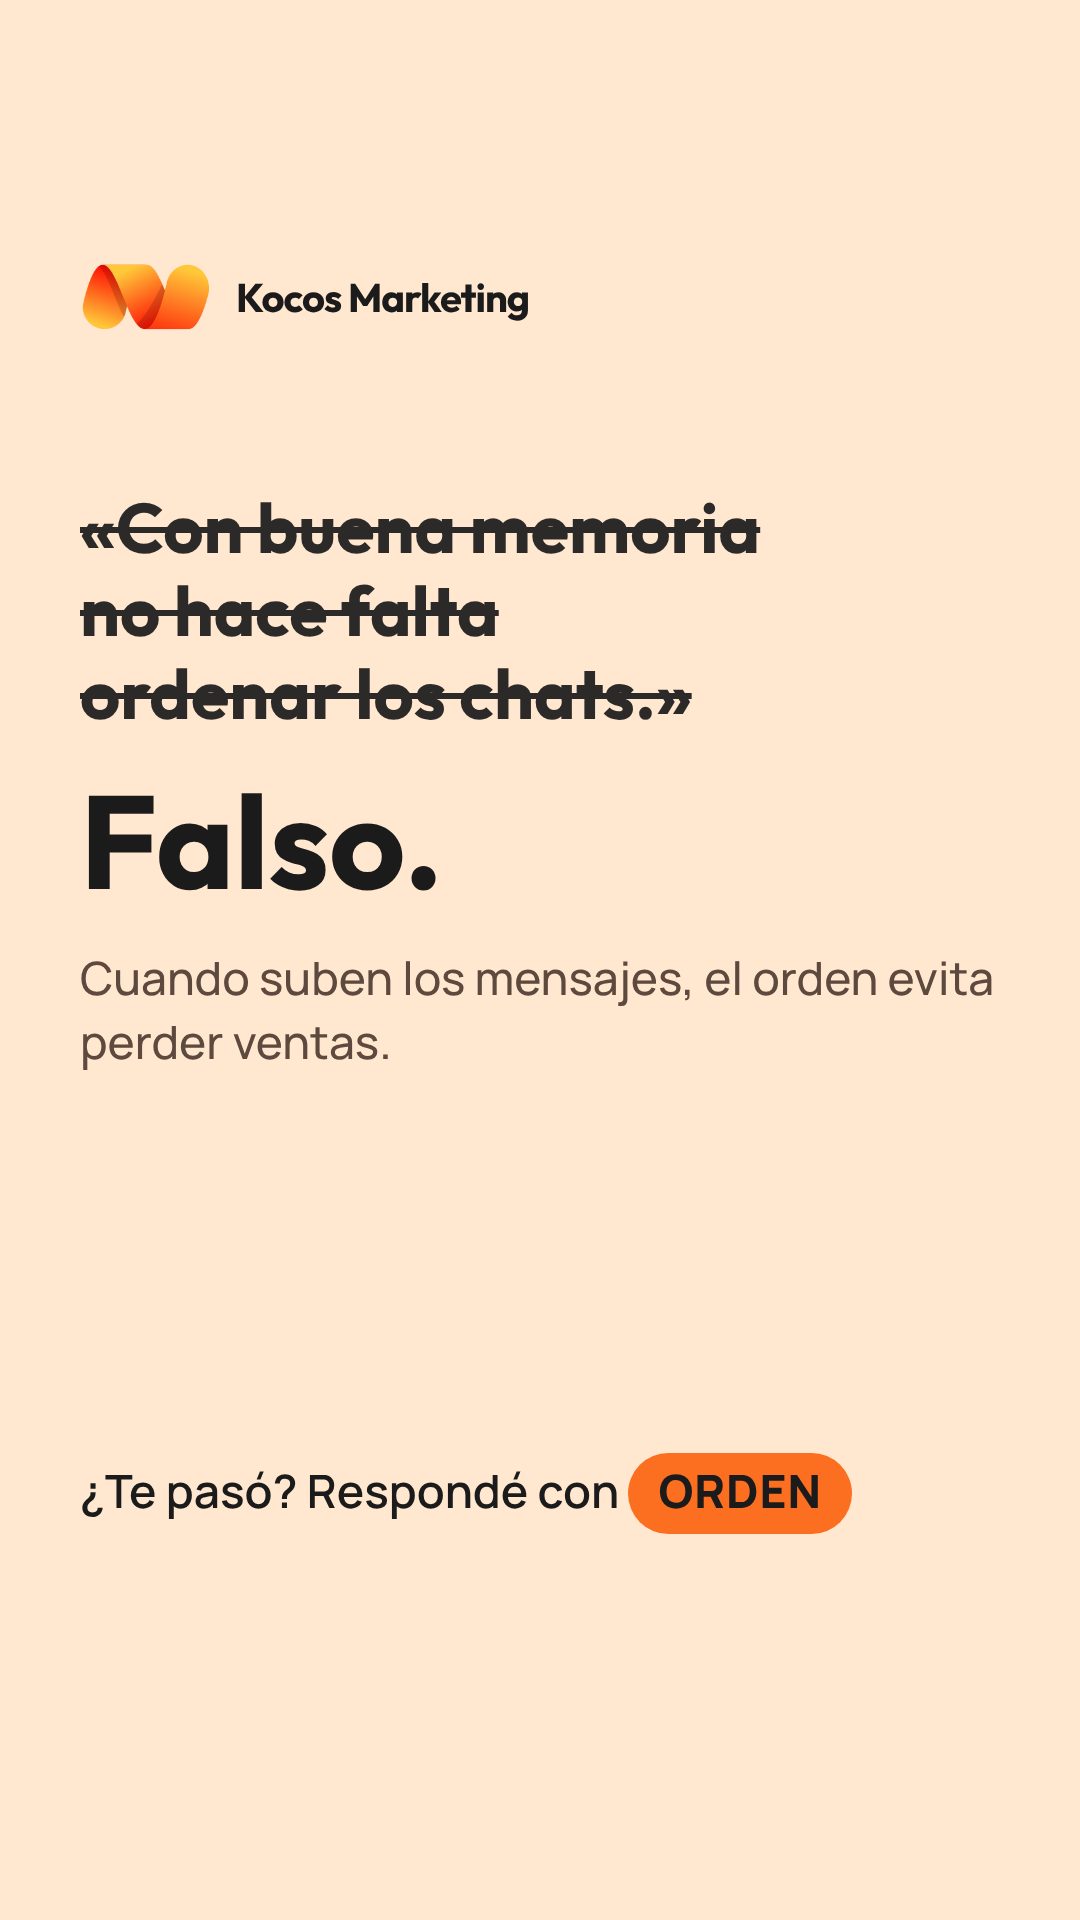 Kocos Marketing
«Con buena memoria
no hace falta
ordenar los chats.»
Falso.
Cuando suben los mensajes, el orden evita
perder ventas.
¿Te pasó? Respondé con ORDEN